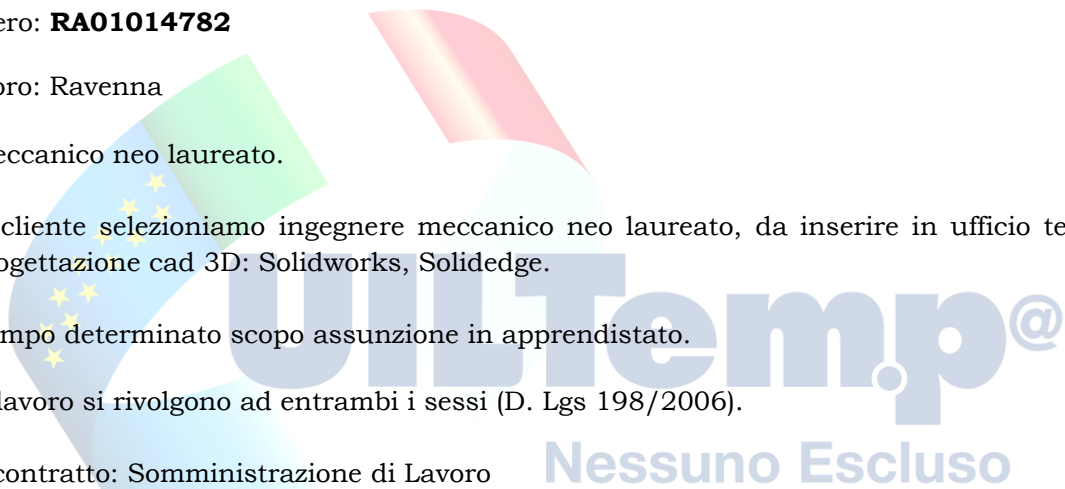 ero: RA01014782
oro: Ravenna
eccanico neo laureato.
cliente selezioniamo ingegnere meccanico neo laureato, da inserire in ufficio te
ogettazione cad 3D: Solidworks, Solidedge.
mpo determinato scopo assunzione in apprendistato.
lavoro si rivolgono ad entrambi i sessi (D. Lgs 198/2006).
contratto: Somministrazione di Lavoro
UILTemp@
Nessuno Escluso